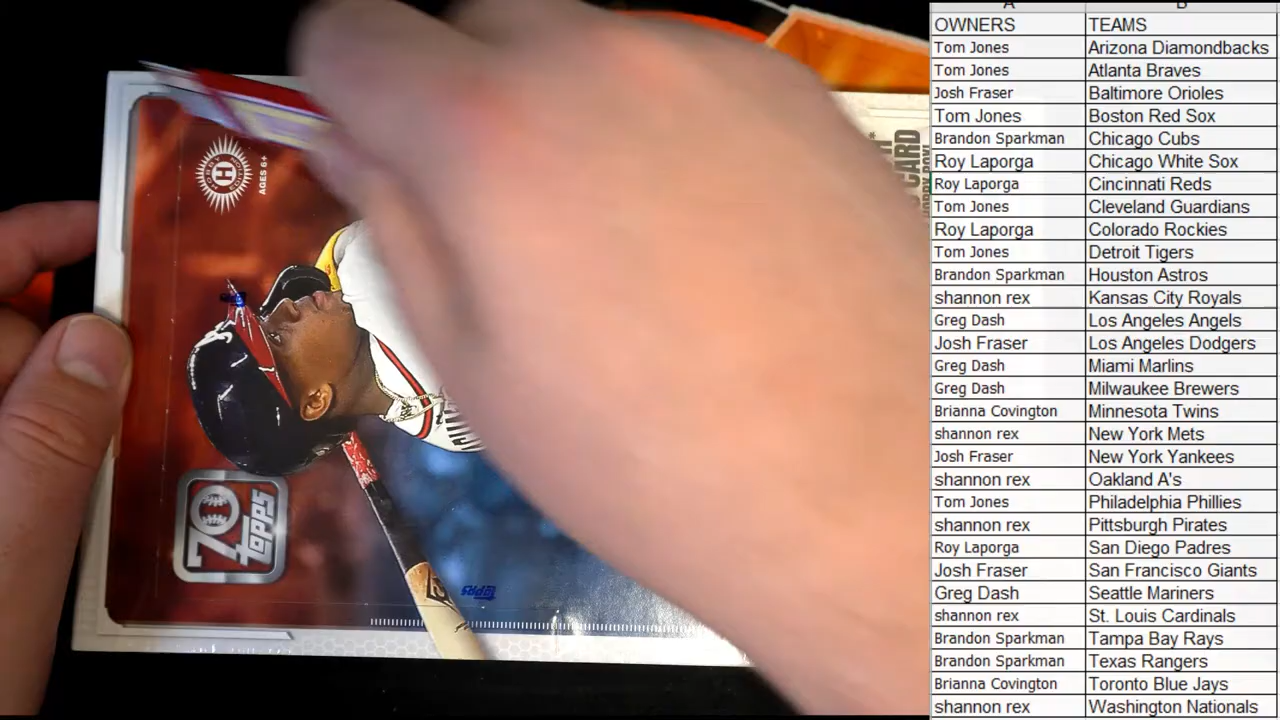 HOBBY EDITION
H
AGES 6+
70
topps
TOPPS
CARD
OWNERS TEAMS
Tom Jones Arizona Diamondbacks
Tom Jones Atlanta Braves
Josh Fraser Baltimore Orioles
Tom Jones Boston Red Sox
Brandon Sparkman Chicago Cubs
Roy Laporga Chicago White Sox
Roy Laporga Cincinnati Reds
Tom Jones Cleveland Guardians
Roy Laporga Colorado Rockies
Tom Jones Detroit Tigers
Brandon Sparkman Houston Astros
shannon rex Kansas City Royals
Greg Dash Los Angeles Angels
Josh Fraser Los Angeles Dodgers
Greg Dash Miami Marlins
Greg Dash Milwaukee Brewers
Brianna Covington Minnesota Twins
shannon rex New York Mets
Josh Fraser New York Yankees
shannon rex Oakland A's
Tom Jones Philadelphia Phillies
shannon rex Pittsburgh Pirates
Roy Laporga San Diego Padres
Josh Fraser San Francisco Giants
Greg Dash Seattle Mariners
shannon rex St. Louis Cardinals
Brandon Sparkman Tampa Bay Rays
Brandon Sparkman Texas Rangers
Brianna Covington Toronto Blue Jays
shannon rex Washington Nationals